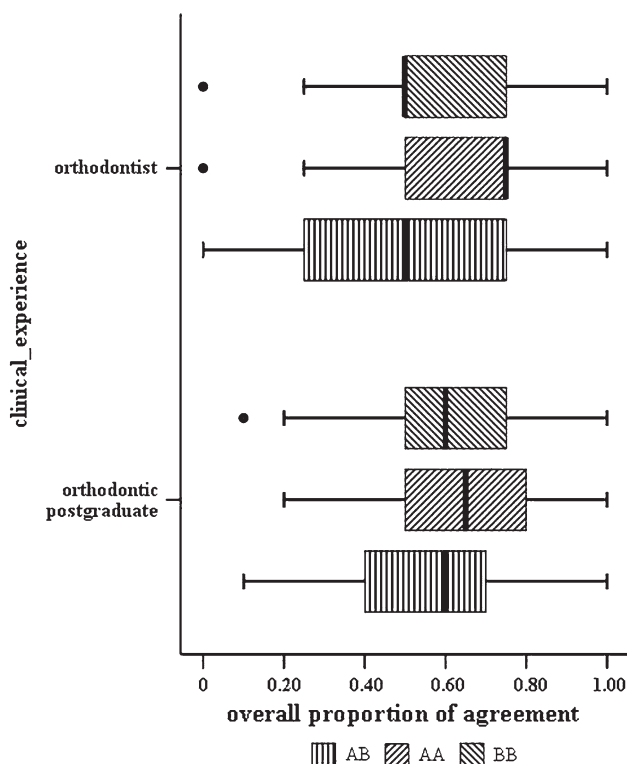 orthodontist
clinical_experience
orthodontic
postgraduate
0 0.20 0.40 0.60 0.80 1.00
overall proportion of agreement
AB AA BB